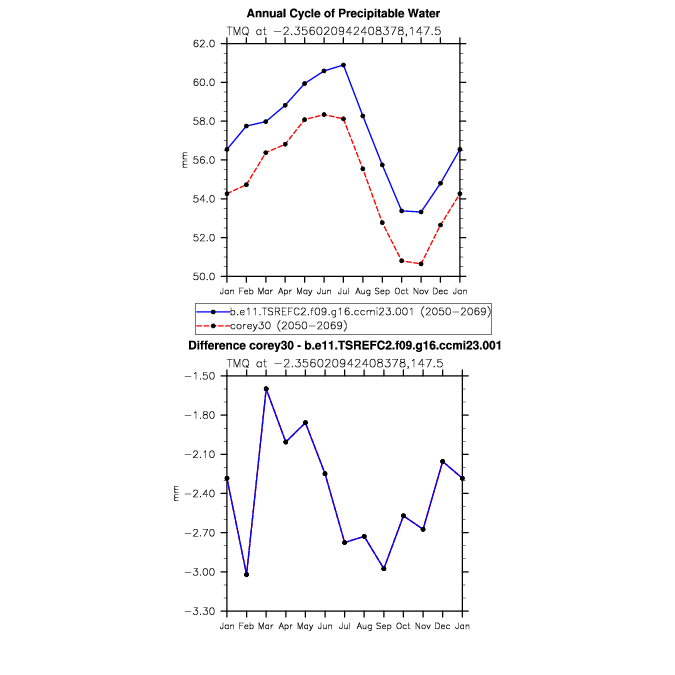 Annual Cycle of Precipitable Water
TMQ at −2.356020942408378,147.5
62.0
60.0
58.0
56.0
54.0
52.0
50.0
mm
Jan Feb Mar Apr May Jun Jul Aug Sep Oct Nov Dec Jan
b.e11.TSREFC2.f09.g16.ccmi23.001 (2050−2069)
corey30 (2050−2069)
Difference corey30 - b.e11.TSREFC2.f09.g16.ccmi23.001
TMQ at −2.356020942408378,147.5
−1.50
−1.80
−2.10
−2.40
−2.70
−3.00
−3.30
mm
Jan Feb Mar Apr May Jun Jul Aug Sep Oct Nov Dec Jan